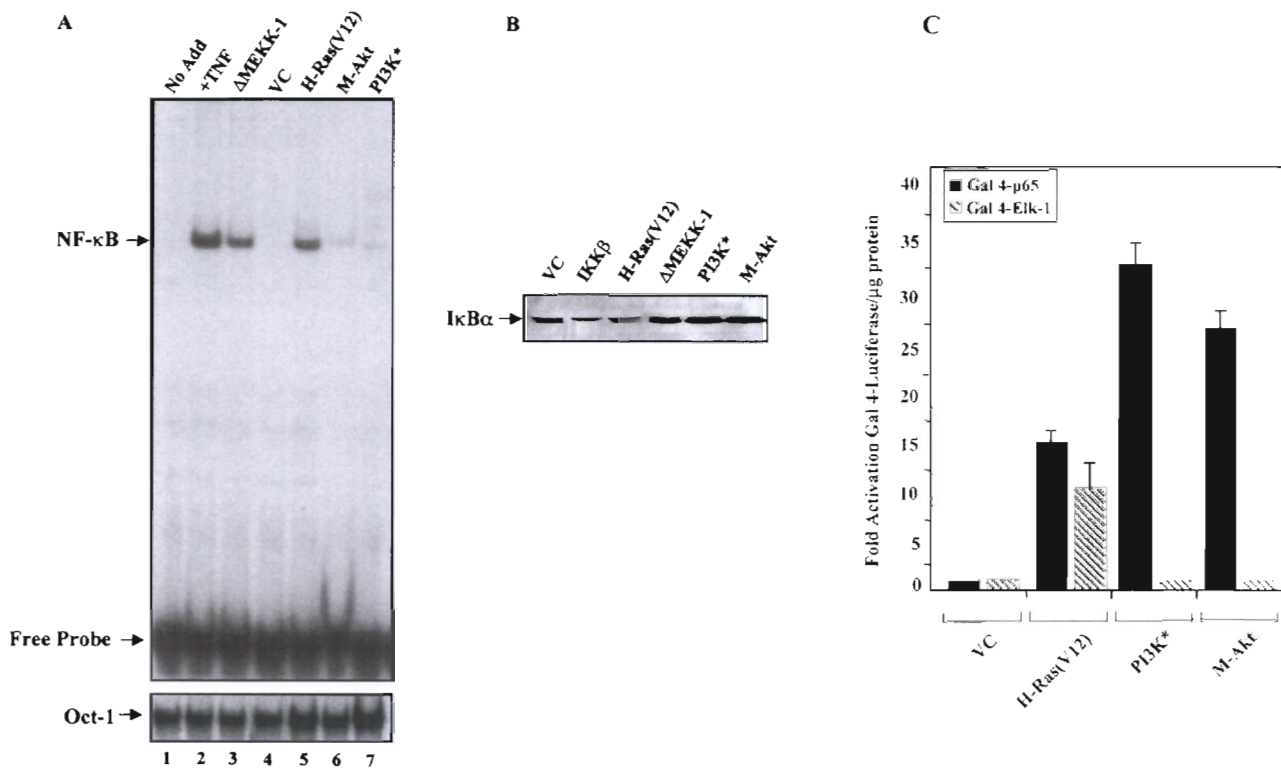 A
No Add
+TNF
ΔMEKK-1
VC
H-Ras(V12)
M-Akt
PI3K*
NF-κB
Free Probe
Oct-1
1 2 3 4 5 6 7
B
VC
IKKβ
H-Ras(V12)
ΔMEKK-1
PI3K*
M-Akt
IκBα
C
Fold Activation Gal 4-Luciferase/μg protein
40
35
30
25
20
15
10
5
0
Gal 4-p65
Gal 4-Elk-1
VC
H-Ras(V12)
PI3K*
M-Akt